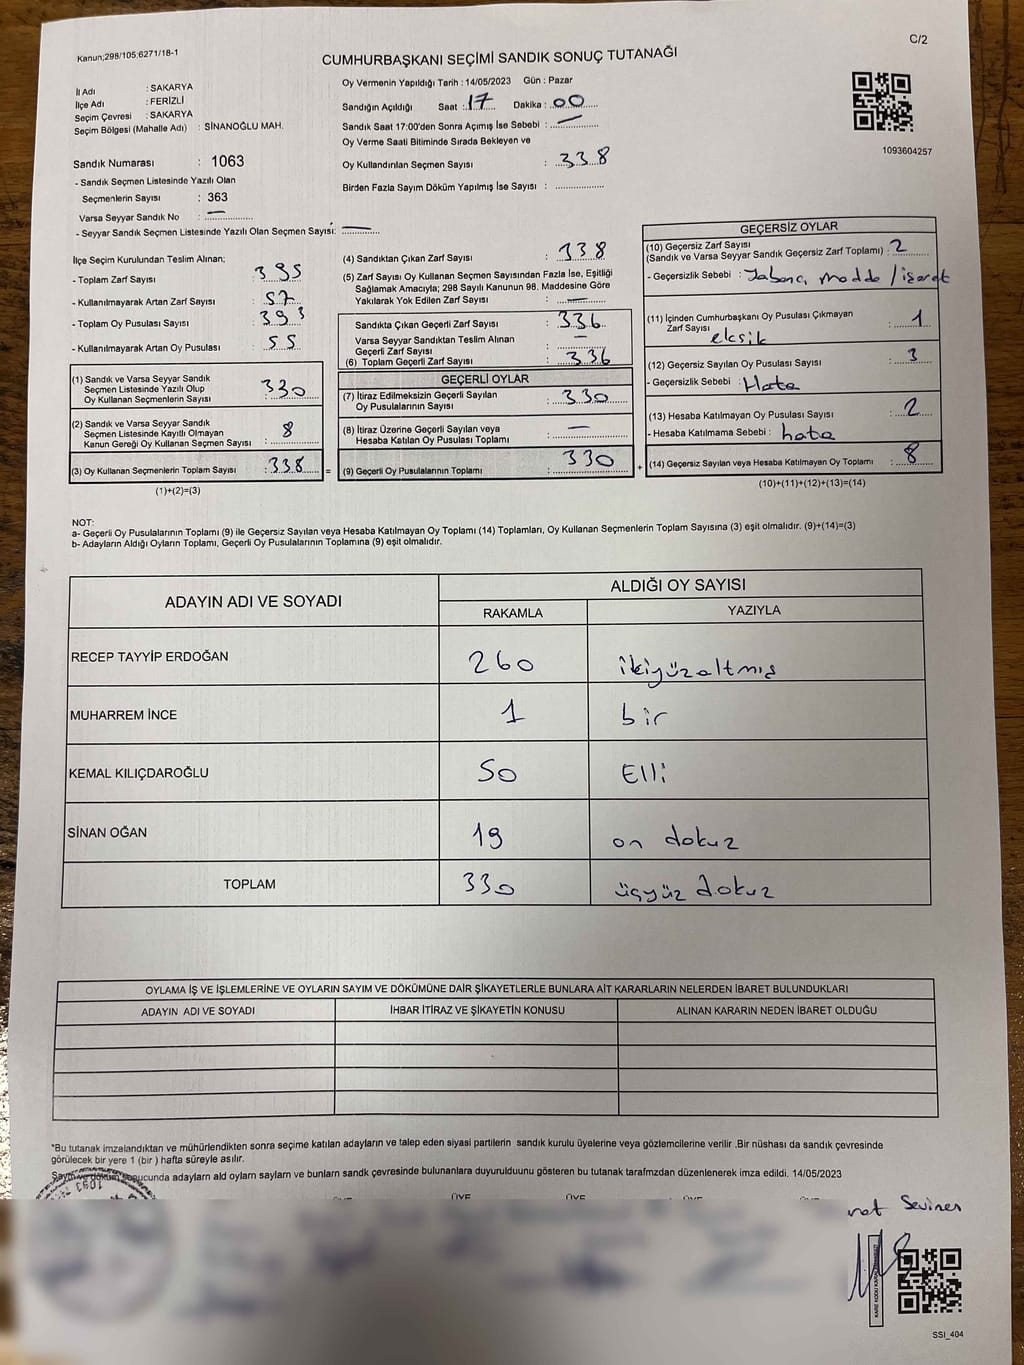 Kanun;298/105;6271/18-1
C/2
CUMHURBAŞKANI SEÇİMİ SANDIK SONUÇ TUTANAĞI
İl Adı : SAKARYA
İlçe Adı : FERİZLİ
Seçim Çevresi : SAKARYA
Seçim Bölgesi (Mahalle Adı) : SİNANOĞLU MAH.
Sandık Numarası : 1063
- Sandık Seçmen Listesinde Yazılı Olan
Seçmenlerin Sayısı : 363
Varsa Seyyar Sandık No : —
- Seyyar Sandık Seçmen Listesinde Yazılı Olan Seçmen Sayısı: —
Oy Vermenin Yapıldığı Tarih : 14/05/2023 Gün : Pazar
Sandığın Açıldığı Saat : 17 Dakika : 00
Sandık Saat 17:00'den Sonra Açımış İse Sebebi : —
Oy Verme Saati Bitiminde Sırada Bekleyen ve
Oy Kullandırılan Seçmen Sayısı : 338
Birden Fazla Sayım Döküm Yapılmış İse Sayısı :
1093604257
İlçe Seçim Kurulundan Teslim Alınan;
- Toplam Zarf Sayısı : 395
- Kullanılmayarak Artan Zarf Sayısı : 57
- Toplam Oy Pusulası Sayısı : 393
- Kullanılmayarak Artan Oy Pusulası : 55
(1) Sandık ve Varsa Seyyar Sandık
Seçmen Listesinde Yazılı Olup
Oy Kullanan Seçmenlerin Sayısı : 330
(2) Sandık ve Varsa Seyyar Sandık
Seçmen Listesinde Kayıtlı Olmayan
Kanun Gereği Oy Kullanan Seçmen Sayısı : 8
(3) Oy Kullanan Seçmenlerin Toplam Sayısı : 338
(1)+(2)=(3)
(4) Sandıktan Çıkan Zarf Sayısı : 338
(5) Zarf Sayısı Oy Kullanan Seçmen Sayısından Fazla İse, Eşitliği
Sağlamak Amacıyla; 298 Sayılı Kanunun 98. Maddesine Göre
Yakılarak Yok Edilen Zarf Sayısı : —
Sandıkta Çıkan Geçerli Zarf Sayısı : 336
Varsa Seyyar Sandıktan Teslim Alınan : —
Geçerli Zarf Sayısı
(6) Toplam Geçerli Zarf Sayısı : 336
=
GEÇERLİ OYLAR
(7) İtiraz Edilmeksizin Geçerli Sayılan
Oy Pusulalarının Sayısı : 330
(8) İtiraz Üzerine Geçerli Sayılan veya
Hesaba Katılan Oy Pusulası Toplamı : —
(9) Geçerli Oy Pusulalarının Toplamı : 330
+
GEÇERSİZ OYLAR
(10) Geçersiz Zarf Sayısı
(Sandık ve Varsa Seyyar Sandık Geçersiz Zarf Toplamı) : 2
- Geçersizlik Sebebi : Yabancı madde / işaret
(11) İçinden Cumhurbaşkanı Oy Pusulası Çıkmayan
Zarf Sayısı : 1
eksik
(12) Geçersiz Sayılan Oy Pusulası Sayısı : 3
- Geçersizlik Sebebi : Hata
(13) Hesaba Katılmayan Oy Pusulası Sayısı : 2
- Hesaba Katılmama Sebebi : hata
(14) Geçersiz Sayılan veya Hesaba Katılmayan Oy Toplamı : 8
(10)+(11)+(12)+(13)=(14)
NOT:
a- Geçerli Oy Pusulalarının Toplamı (9) ile Geçersiz Sayılan veya Hesaba Katılmayan Oy Toplamı (14) Toplamları, Oy Kullanan Seçmenlerin Toplam Sayısına (3) eşit olmalıdır. (9)+(14)=(3)
b- Adayların Aldığı Oyların Toplamı, Geçerli Oy Pusulalarının Toplamına (9) eşit olmalıdır.
ADAYIN ADI VE SOYADI
ALDIĞI OY SAYISI
RAKAMLA YAZIYLA
RECEP TAYYİP ERDOĞAN 260 ikiyüzaltmış
MUHARREM İNCE 1 bir
KEMAL KILIÇDAROĞLU 50 Elli
SİNAN OĞAN 19 on dokuz
TOPLAM 330 üçyüz dokuz
OYLAMA İŞ VE İŞLEMLERİNE VE OYLARIN SAYIM VE DÖKÜMÜNE DAİR ŞİKAYETLERLE BUNLARA AİT KARARLARIN NELERDEN İBARET BULUNDUKLARI
ADAYIN ADI VE SOYADI İHBAR İTİRAZ VE ŞİKAYETİN KONUSU ALINAN KARARIN NEDEN İBARET OLDUĞU
*Bu tutanak imzalandıktan ve mühürlendikten sonra seçime katılan adayların ve talep eden siyasi partilerin sandık kurulu üyelerine veya gözlemcilerine verilir .Bir nüshası da sandık çevresinde
görülecek bir yere 1 (bir ) hafta süreyle asılır.
Sayım ve döküm sonucunda adayların ald oyların sayların ve bunların sandk çevresinde bulunanlara duyurulduunu gösteren bu tutanak tarafmzdan düzenlenerek imza edildi. 14/05/2023
ÜYE ÜYE
Sevinen
SSI_404